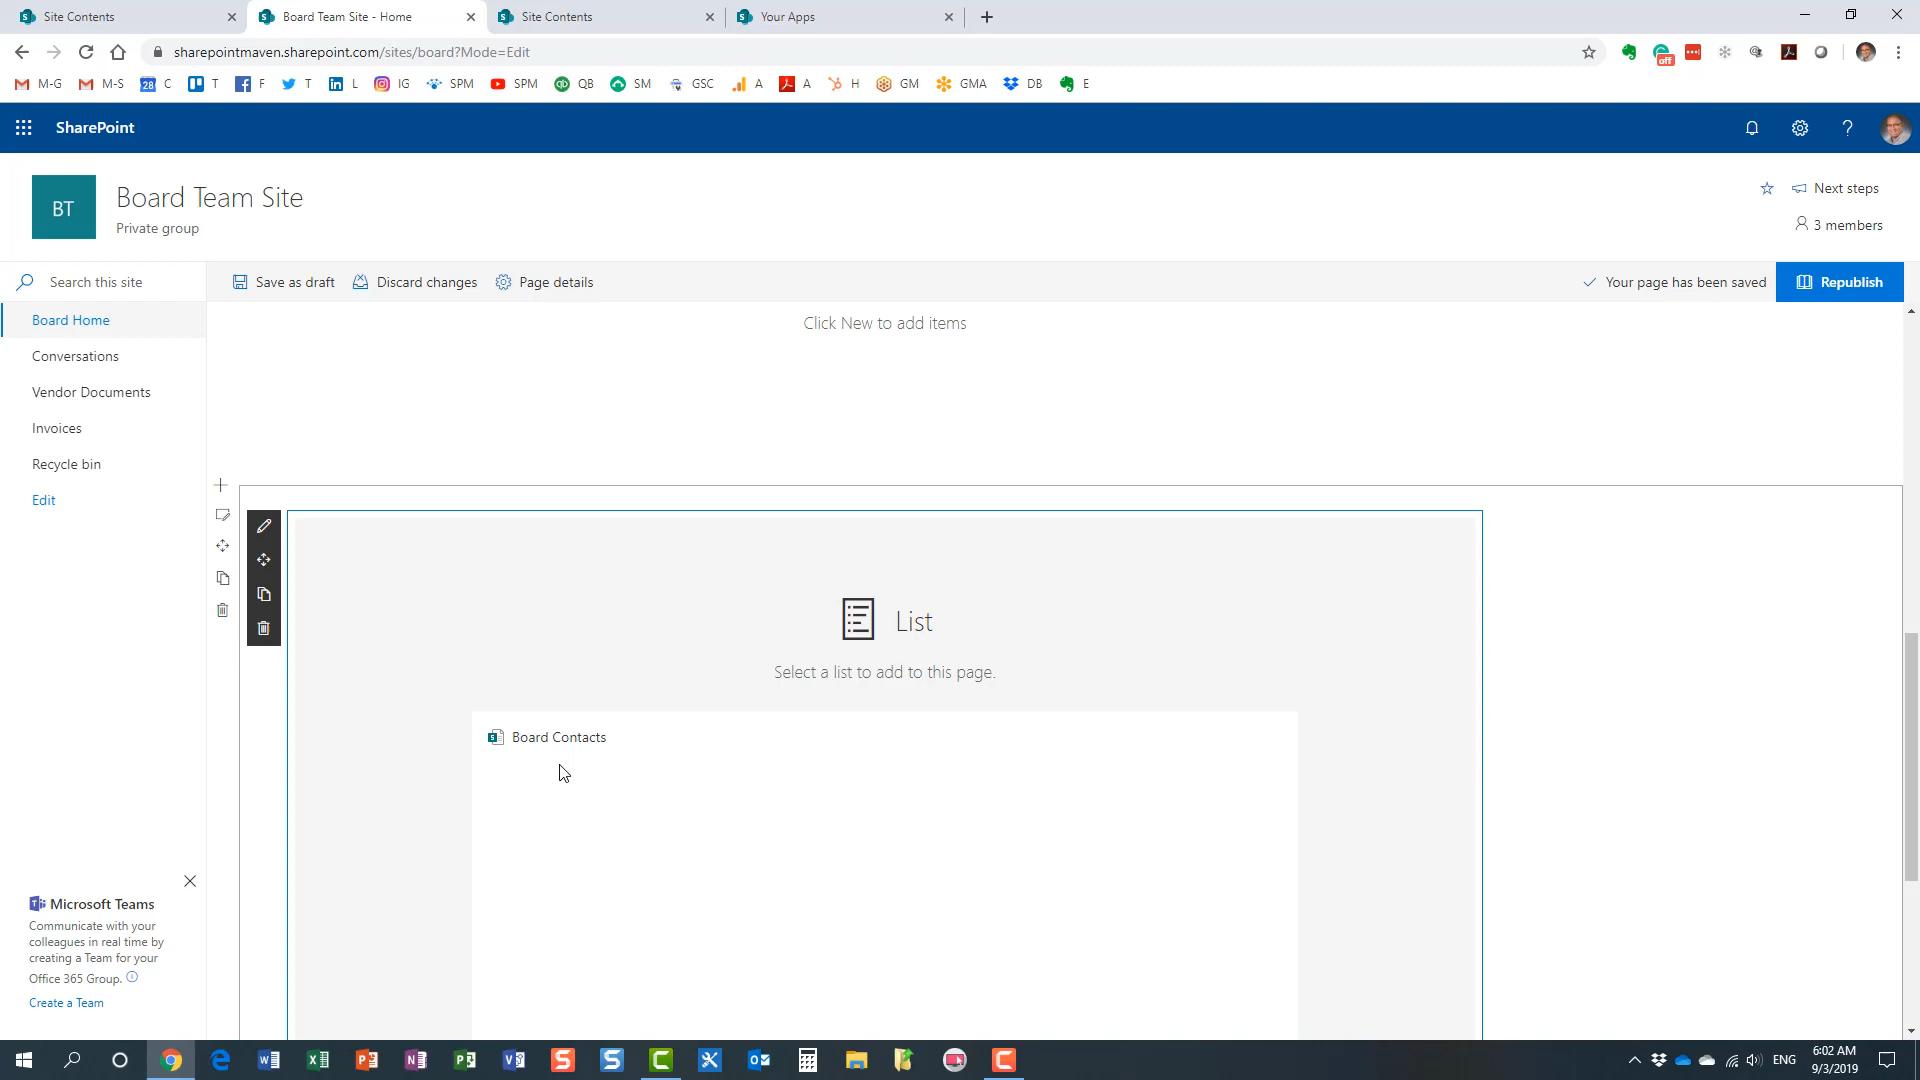 Site Contents
Board Team Site - Home
Site Contents
Your Apps
sharepointmaven.sharepoint.com/sites/board?Mode=Edit
off
M-G
M-S
28
C
T
F
T
L
IG
SPM
SPM
QB
SM
GSC
A
A
H
GM
GMA
DB
E
SharePoint
BT
Board Team Site
Private group
Next steps
3 members
Search this site
Save as draft
Discard changes
Page details
Your page has been saved
Republish
Board Home
Conversations
Vendor Documents
Invoices
Recycle bin
Edit
Click New to add items
List
Select a list to add to this page.
Board Contacts
Microsoft Teams
Communicate with your
colleagues in real time by
creating a Team for your
Office 365 Group.
Create a Team
ENG
6:02 AM
9/3/2019